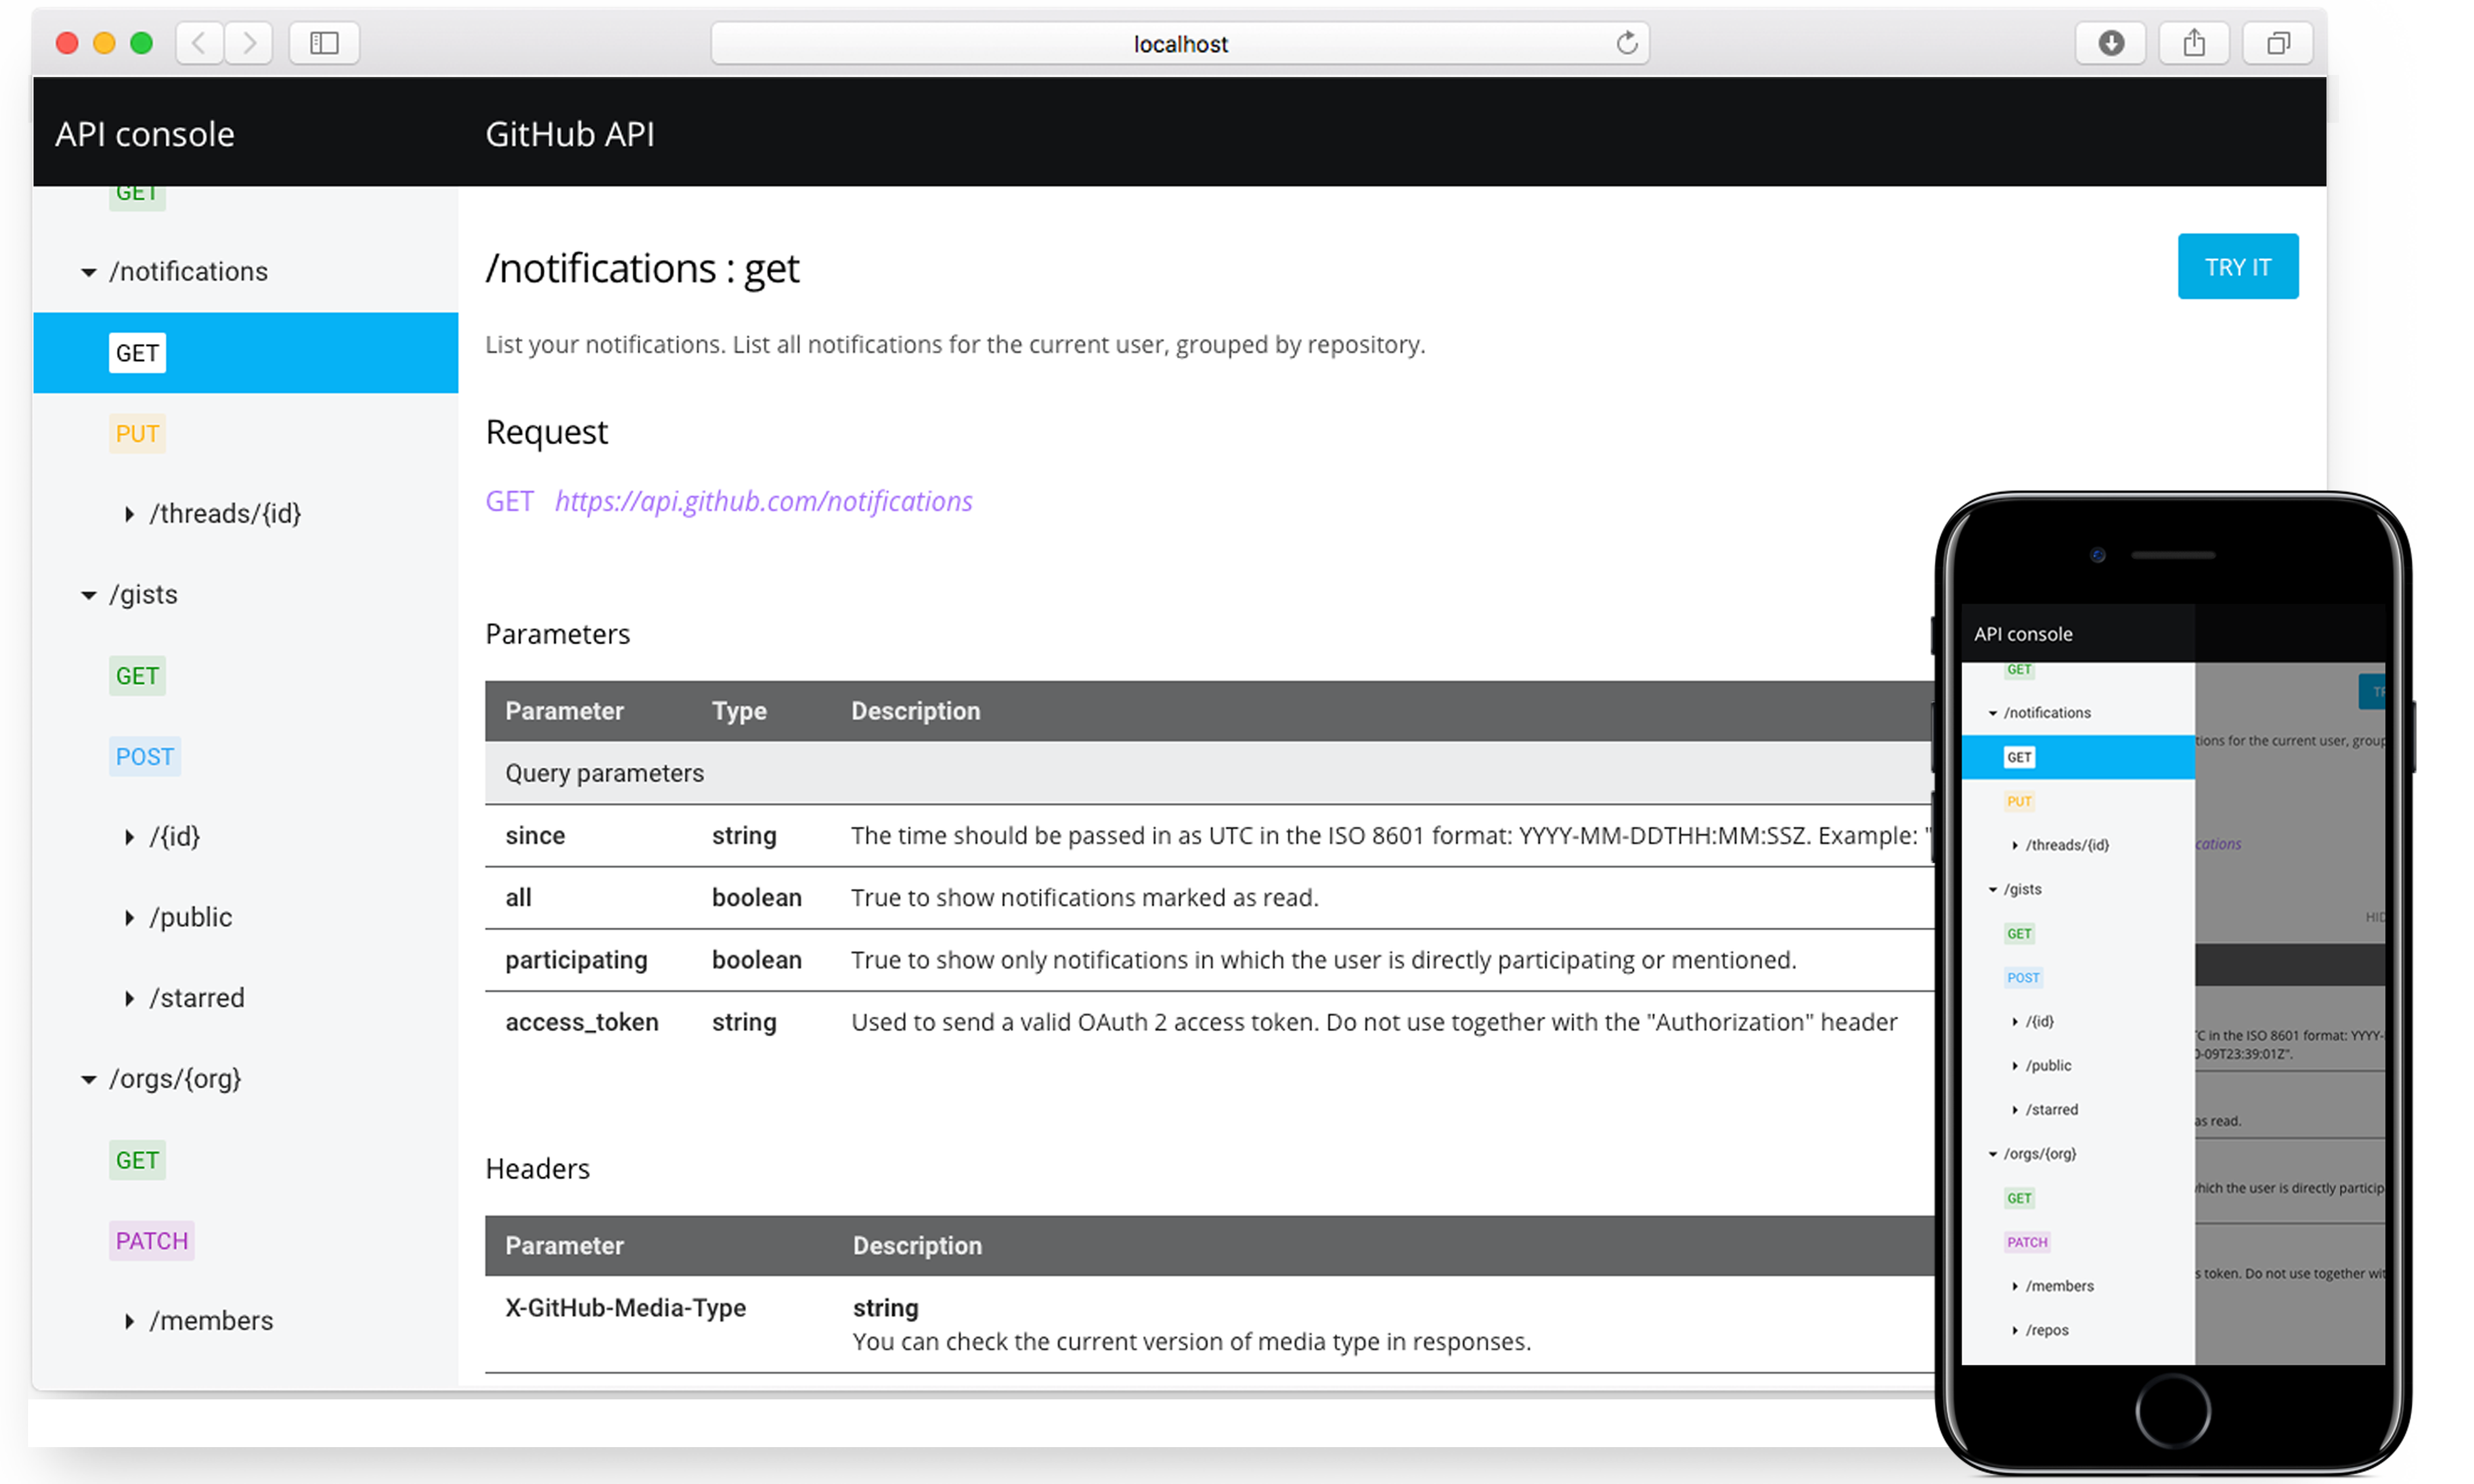 localhost
API console
GitHub API
GET
/notifications
GET
PUT
/threads/{id}
/gists
GET
POST
/{id}
/public
/starred
/orgs/{org}
GET
PATCH
/members
/notifications : get
TRY IT
List your notifications. List all notifications for the current user, grouped by repository.
Request
GET https://api.github.com/notifications
Parameters
Parameter Type Description
Query parameters
since string The time should be passed in as UTC in the ISO 8601 format: YYYY-MM-DDTHH:MM:SSZ. Example: "
all boolean True to show notifications marked as read.
participating boolean True to show only notifications in which the user is directly participating or mentioned.
access_token string Used to send a valid OAuth 2 access token. Do not use together with the "Authorization" header
Headers
Parameter Description
X-GitHub-Media-Type string
You can check the current version of media type in responses.
API console
GET
/notifications
GET
PUT
/threads/{id}
/gists
GET
POST
/{id}
/public
/starred
/orgs/{org}
GET
PATCH
/members
/repos
for the current user,
cations
in the ISO 8601 format: YYYY-
-09T23:39:01Z".
as read.
the user is directly
token. Do not use together